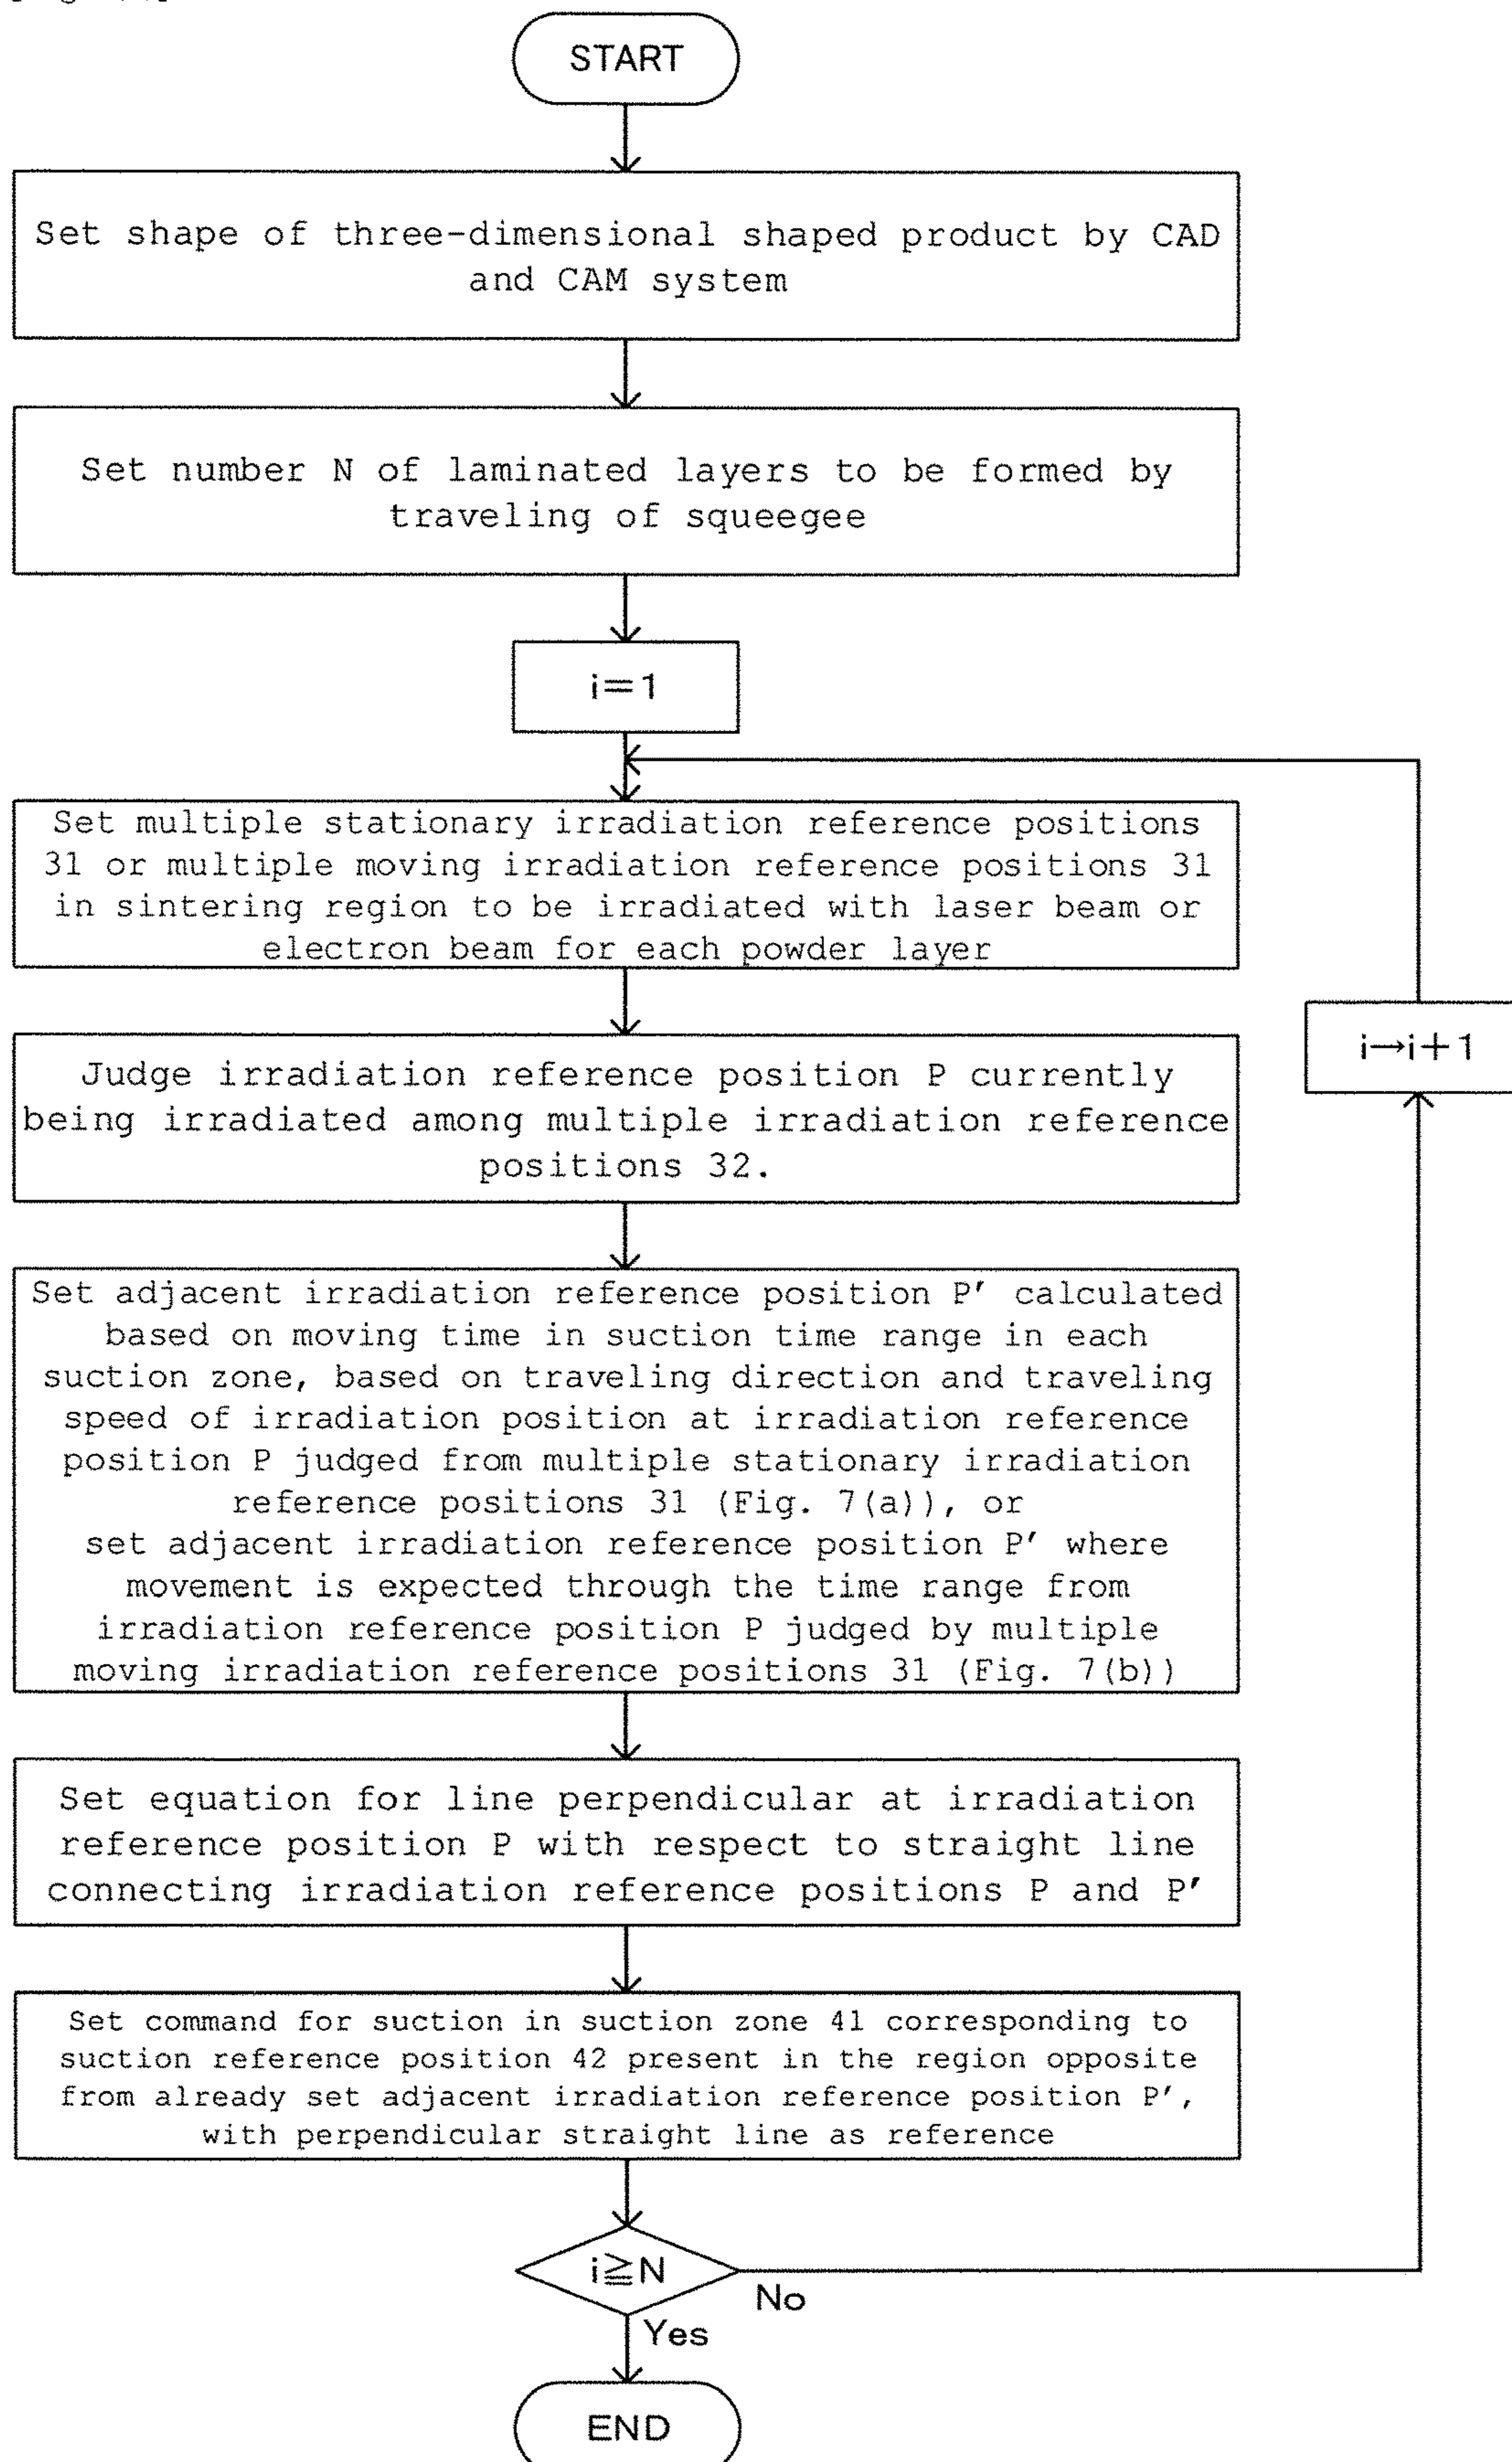 START
Set shape of three-dimensional shaped product by CAD
and CAM system
Set number N of laminated layers to be formed by
traveling of squeegee
i=1
Set multiple stationary irradiation reference positions
31 or multiple moving irradiation reference positions 31
in sintering region to be irradiated with laser beam or
electron beam for each powder layer
i→i+1
Judge irradiation reference position P currently
being irradiated among multiple irradiation reference
positions 32.
Set adjacent irradiation reference position P′ calculated
based on moving time in suction time range in each
suction zone, based on traveling direction and traveling
speed of irradiation position at irradiation reference
position P judged from multiple stationary irradiation
reference positions 31 (Fig. 7(a)), or
set adjacent irradiation reference position P′ where
movement is expected through the time range from
irradiation reference position P judged by multiple
moving irradiation reference positions 31 (Fig. 7(b))
Set equation for line perpendicular at irradiation
reference position P with respect to straight line
connecting irradiation reference positions P and P′
Set command for suction in suction zone 41 corresponding to
suction reference position 42 present in the region opposite
from already set adjacent irradiation reference position P′,
with perpendicular straight line as reference
i≧N
No
Yes
END